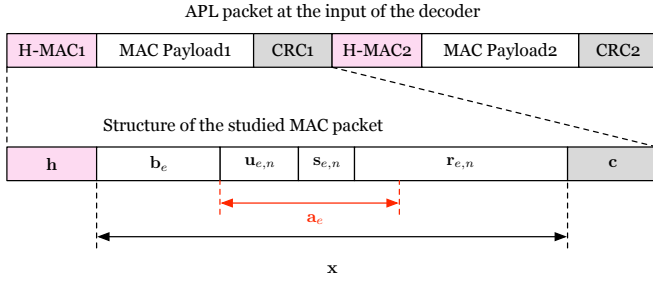 APL packet at the input of the decoder
H-MAC1 MAC Payload1 CRC1 H-MAC2 MAC Payload2 CRC2
Structure of the studied MAC packet
h b_e u_{e,n} s_{e,n} r_{e,n} c
a_e
x